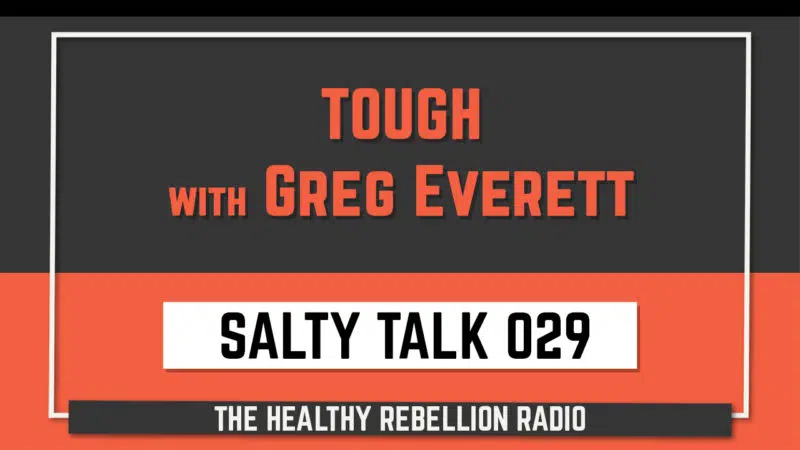 TOUGH
WITH GREG EVERETT
SALTY TALK 029
THE HEALTHY REBELLION RADIO